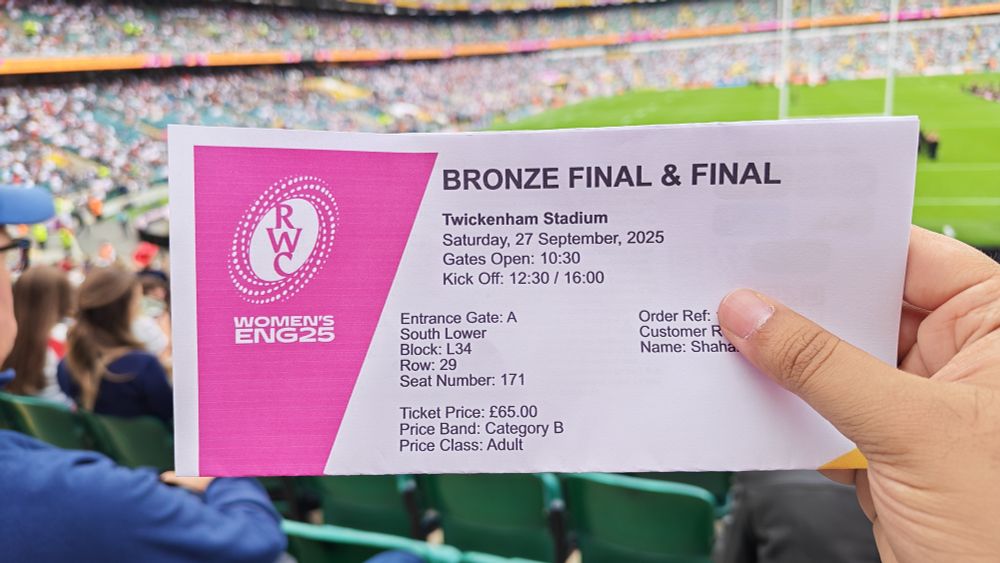 RWC
WOMEN'S
ENG25
BRONZE FINAL & FINAL
Twickenham Stadium
Saturday, 27 September, 2025
Gates Open: 10:30
Kick Off: 12:30 / 16:00
Entrance Gate: A
South Lower
Block: L34
Row: 29
Seat Number: 171
Order Ref:
Customer
Name:
Ticket Price: £65.00
Price Band: Category B
Price Class: Adult